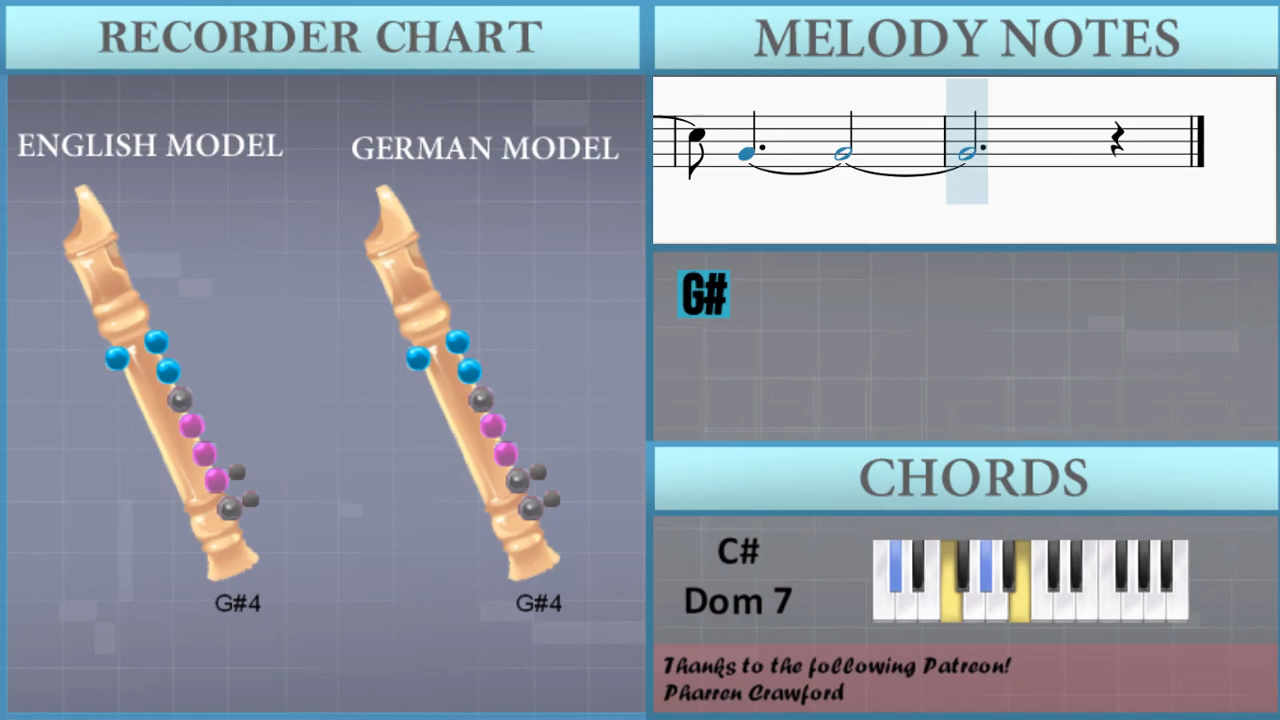 RECORDER CHART
MELODY NOTES
ENGLISH MODEL
GERMAN MODEL
G#
CHORDS
C#
Dom 7
G#4
G#4
Thanks to the following Patreon!
Pharren Crawford